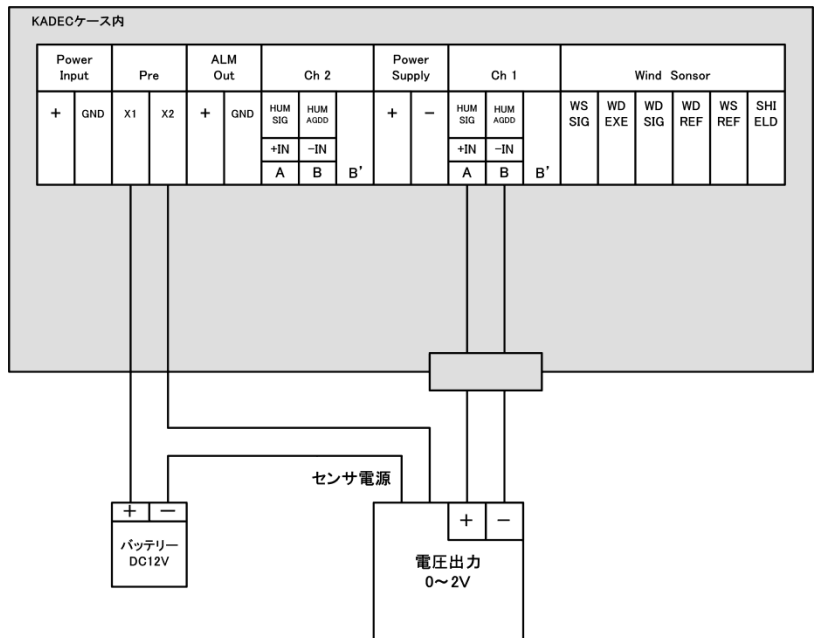 KADECケース内
Power Input
Pre
ALM Out
Ch 2
Power Supply
Ch 1
Wind Sonsor
+
GND
X1
X2
+
GND
HUM SIG
HUM AGDD
+
−
HUM SIG
HUM AGDD
WS SIG
WD EXE
WD SIG
WD REF
WS REF
SHI ELD
+IN
−IN
+IN
−IN
A
B
B'
A
B
B'
センサ電源
+
−
バッテリー
DC12V
+
−
電圧出力
0～2V